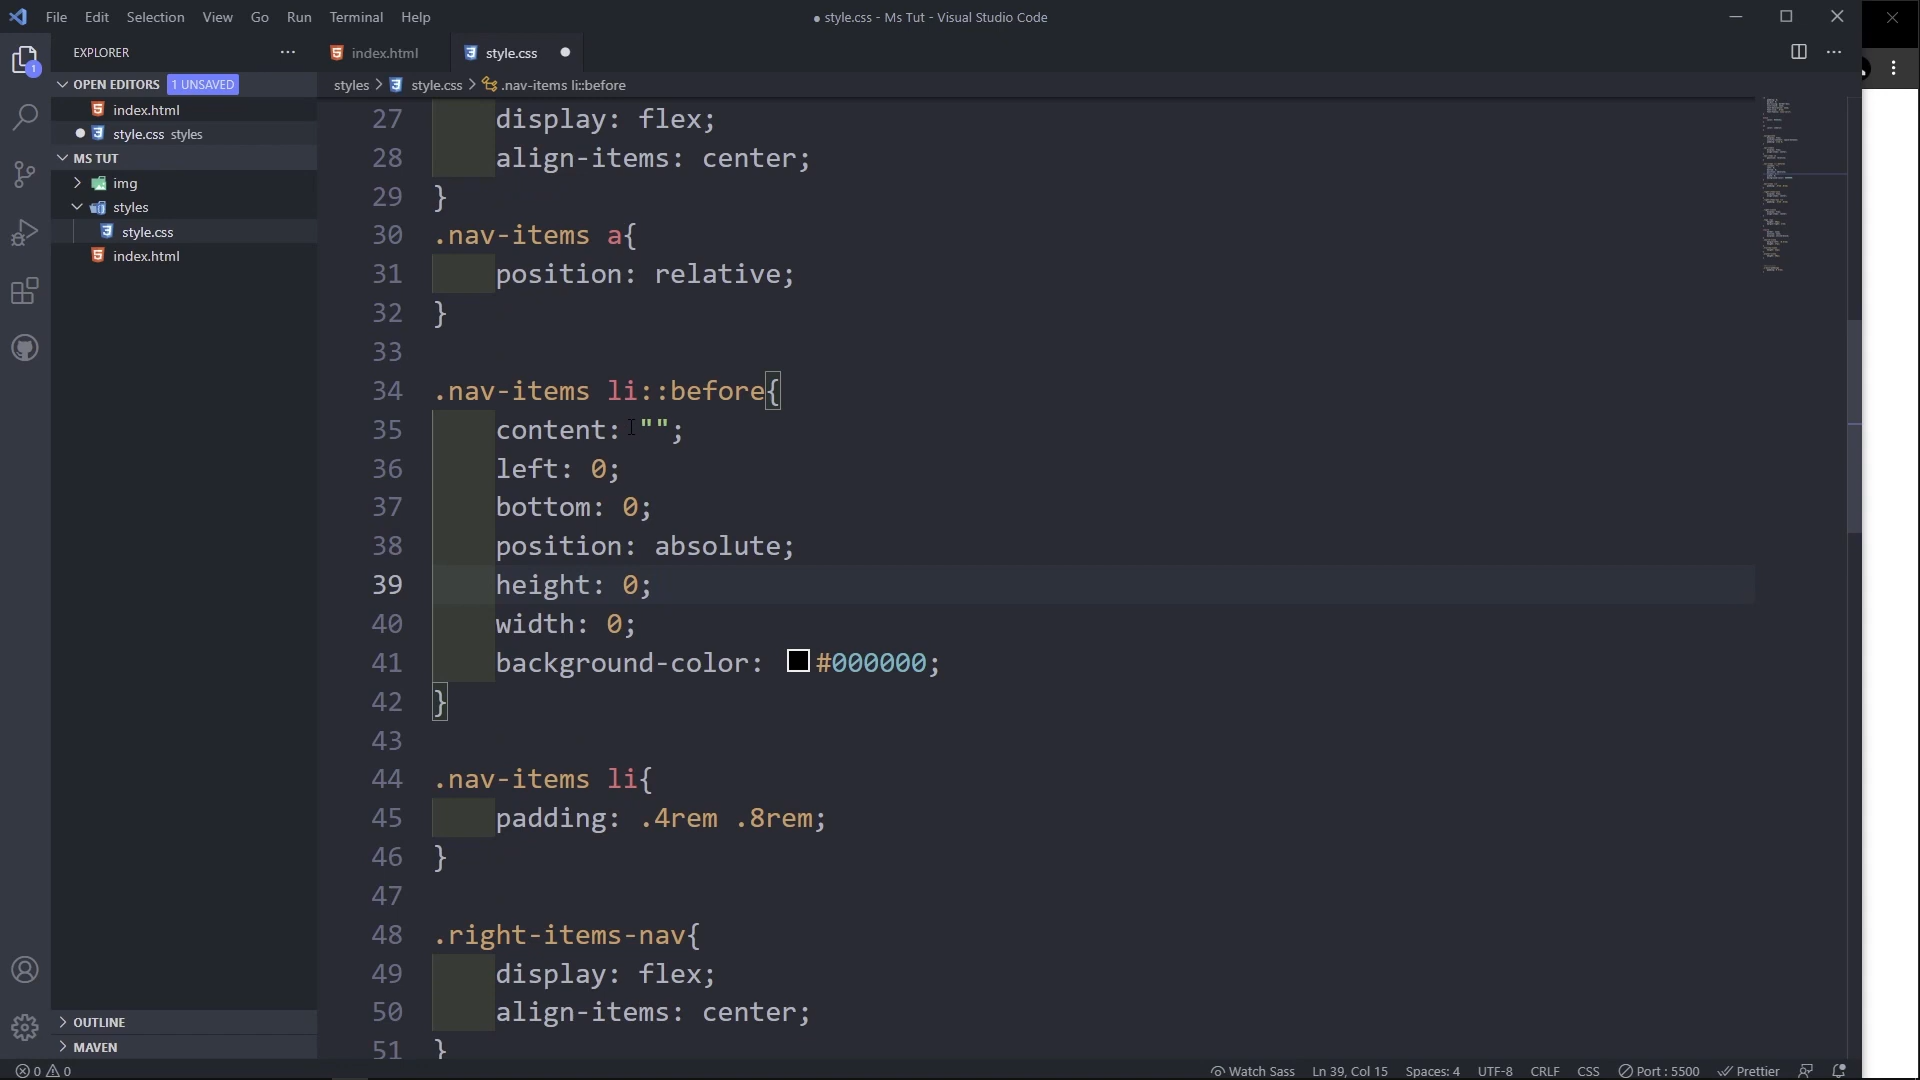 File Edit Selection View Go Run Terminal Help
● style.css - Ms Tut - Visual Studio Code
EXPLORER
index.html
style.css
OPEN EDITORS 1 UNSAVED
styles > style.css > .nav-items li::before
index.html
style.css styles
MS TUT
img
styles
style.css
index.html
27 display: flex;
28 align-items: center;
29 }
30 .nav-items a{
31 position: relative;
32 }
33
34 .nav-items li::before{
35 content: "";
36 left: 0;
37 bottom: 0;
38 position: absolute;
39 height: 0;
40 width: 0;
41 background-color: #000000;
42 }
43
44 .nav-items li{
45 padding: .4rem .8rem;
46 }
47
48 .right-items-nav{
49 display: flex;
50 align-items: center;
51 }
OUTLINE
MAVEN
1
0 0
Watch Sass Ln 39, Col 15 Spaces: 4 UTF-8 CRLF CSS Port : 5500 Prettier